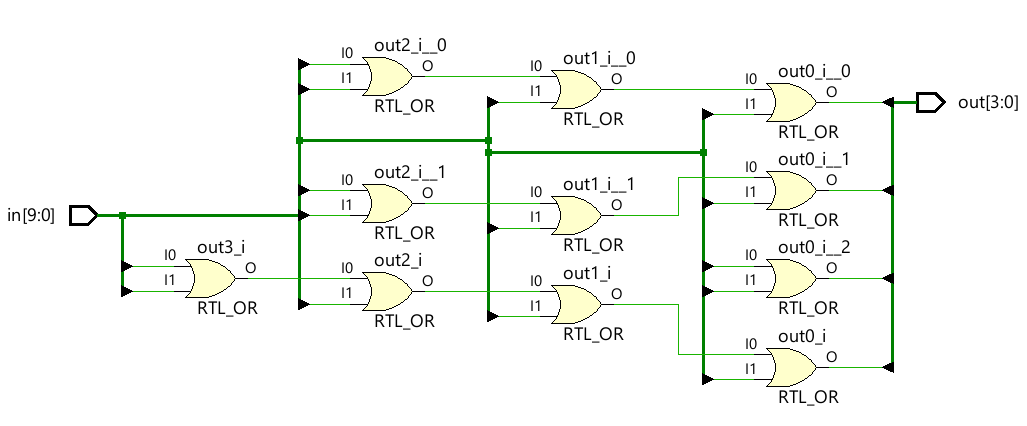 out2_i__0
I0
I1
O
RTL_OR
out1_i__0
I0
I1
O
RTL_OR
out0_i__0
I0
I1
O
RTL_OR
out[3:0]
out2_i__1
I0
I1
O
RTL_OR
out1_i__1
I0
I1
O
RTL_OR
out0_i__1
I0
I1
O
RTL_OR
in[9:0]
out3_i
I0
I1
O
RTL_OR
out2_i
I0
I1
O
RTL_OR
out1_i
I0
I1
O
RTL_OR
out0_i__2
I0
I1
O
RTL_OR
out0_i
I0
I1
O
RTL_OR